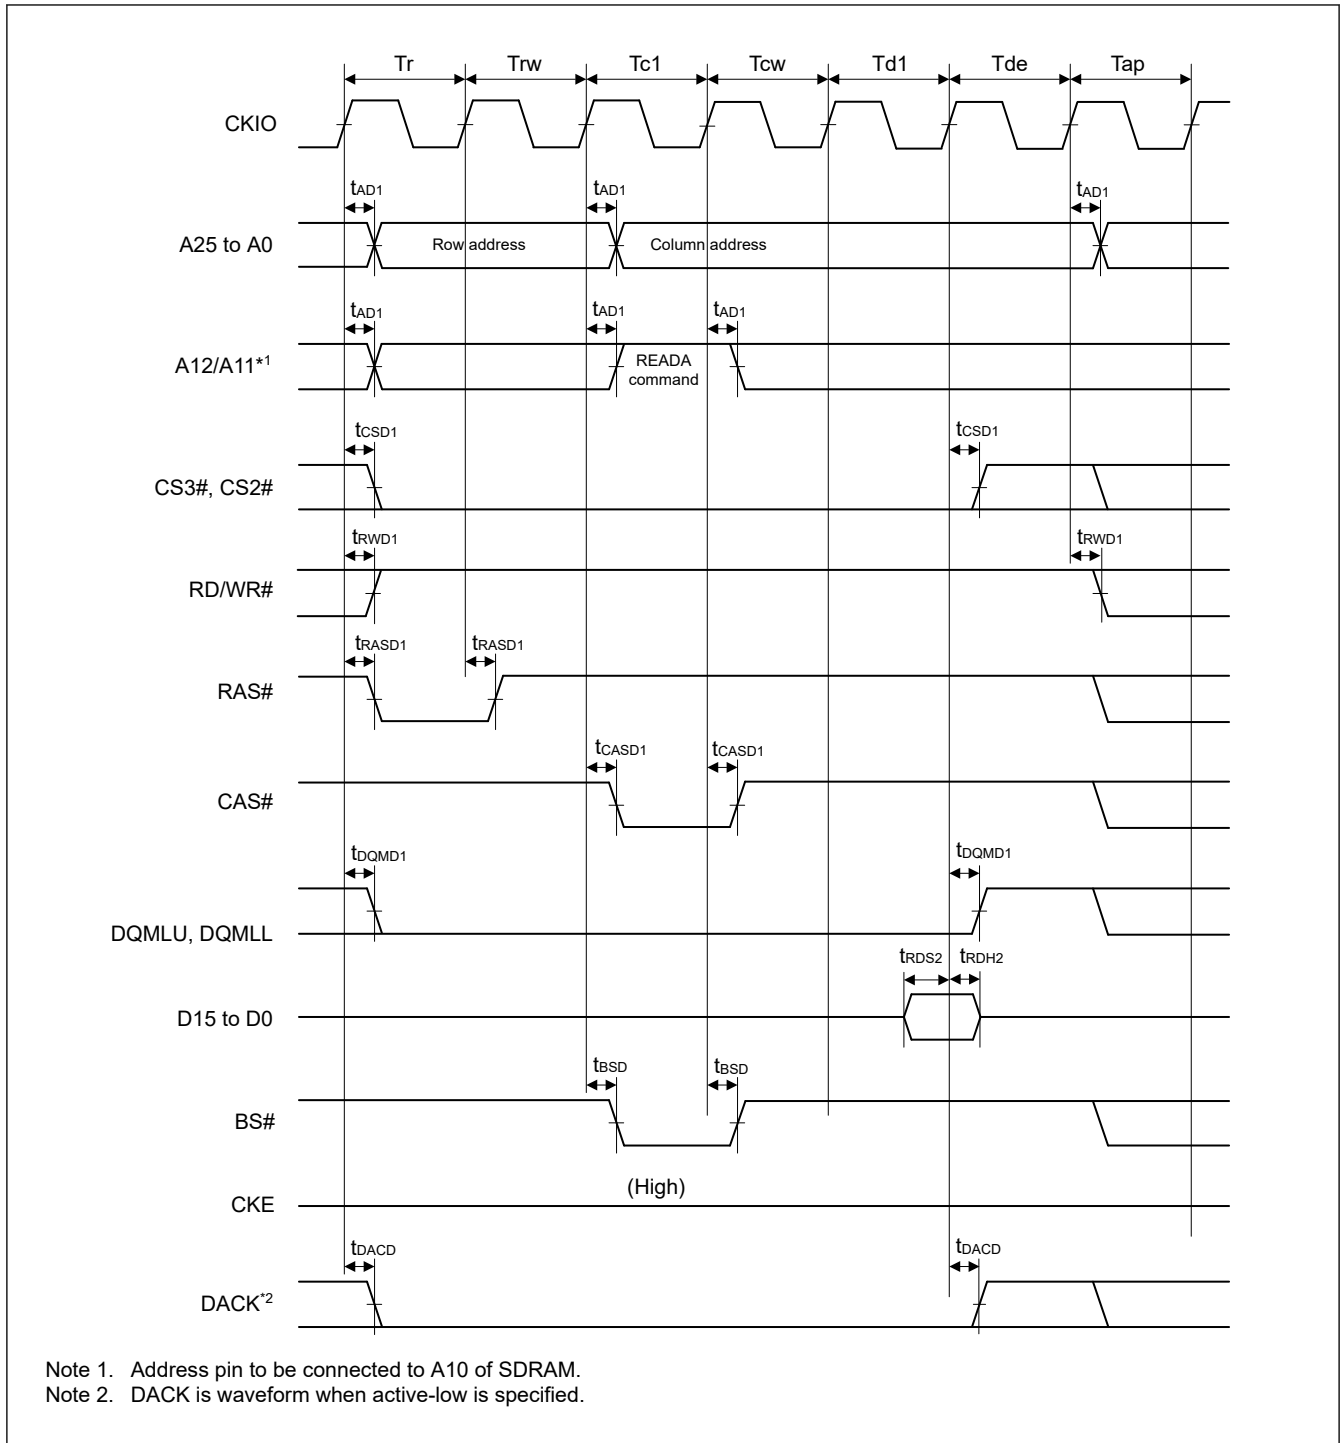 Tr Trw Tc1 Tcw Td1 Tde Tap
CKIO
tAD1 tAD1 tAD1
A25 to A0 Row address Column address
tAD1 tAD1 tAD1
A12/A11*1 READA
command
tCSD1 tCSD1
CS3#, CS2#
tRWD1 tRWD1
RD/WR#
tRASD1 tRASD1
RAS#
tCASD1 tCASD1
CAS#
tDQMD1 tDQMD1
DQMLU, DQMLL
tRDS2 tRDH2
D15 to D0
tBSD tBSD
BS#
(High)
CKE
tDACD tDACD
DACK*2
Note 1. Address pin to be connected to A10 of SDRAM.
Note 2. DACK is waveform when active-low is specified.